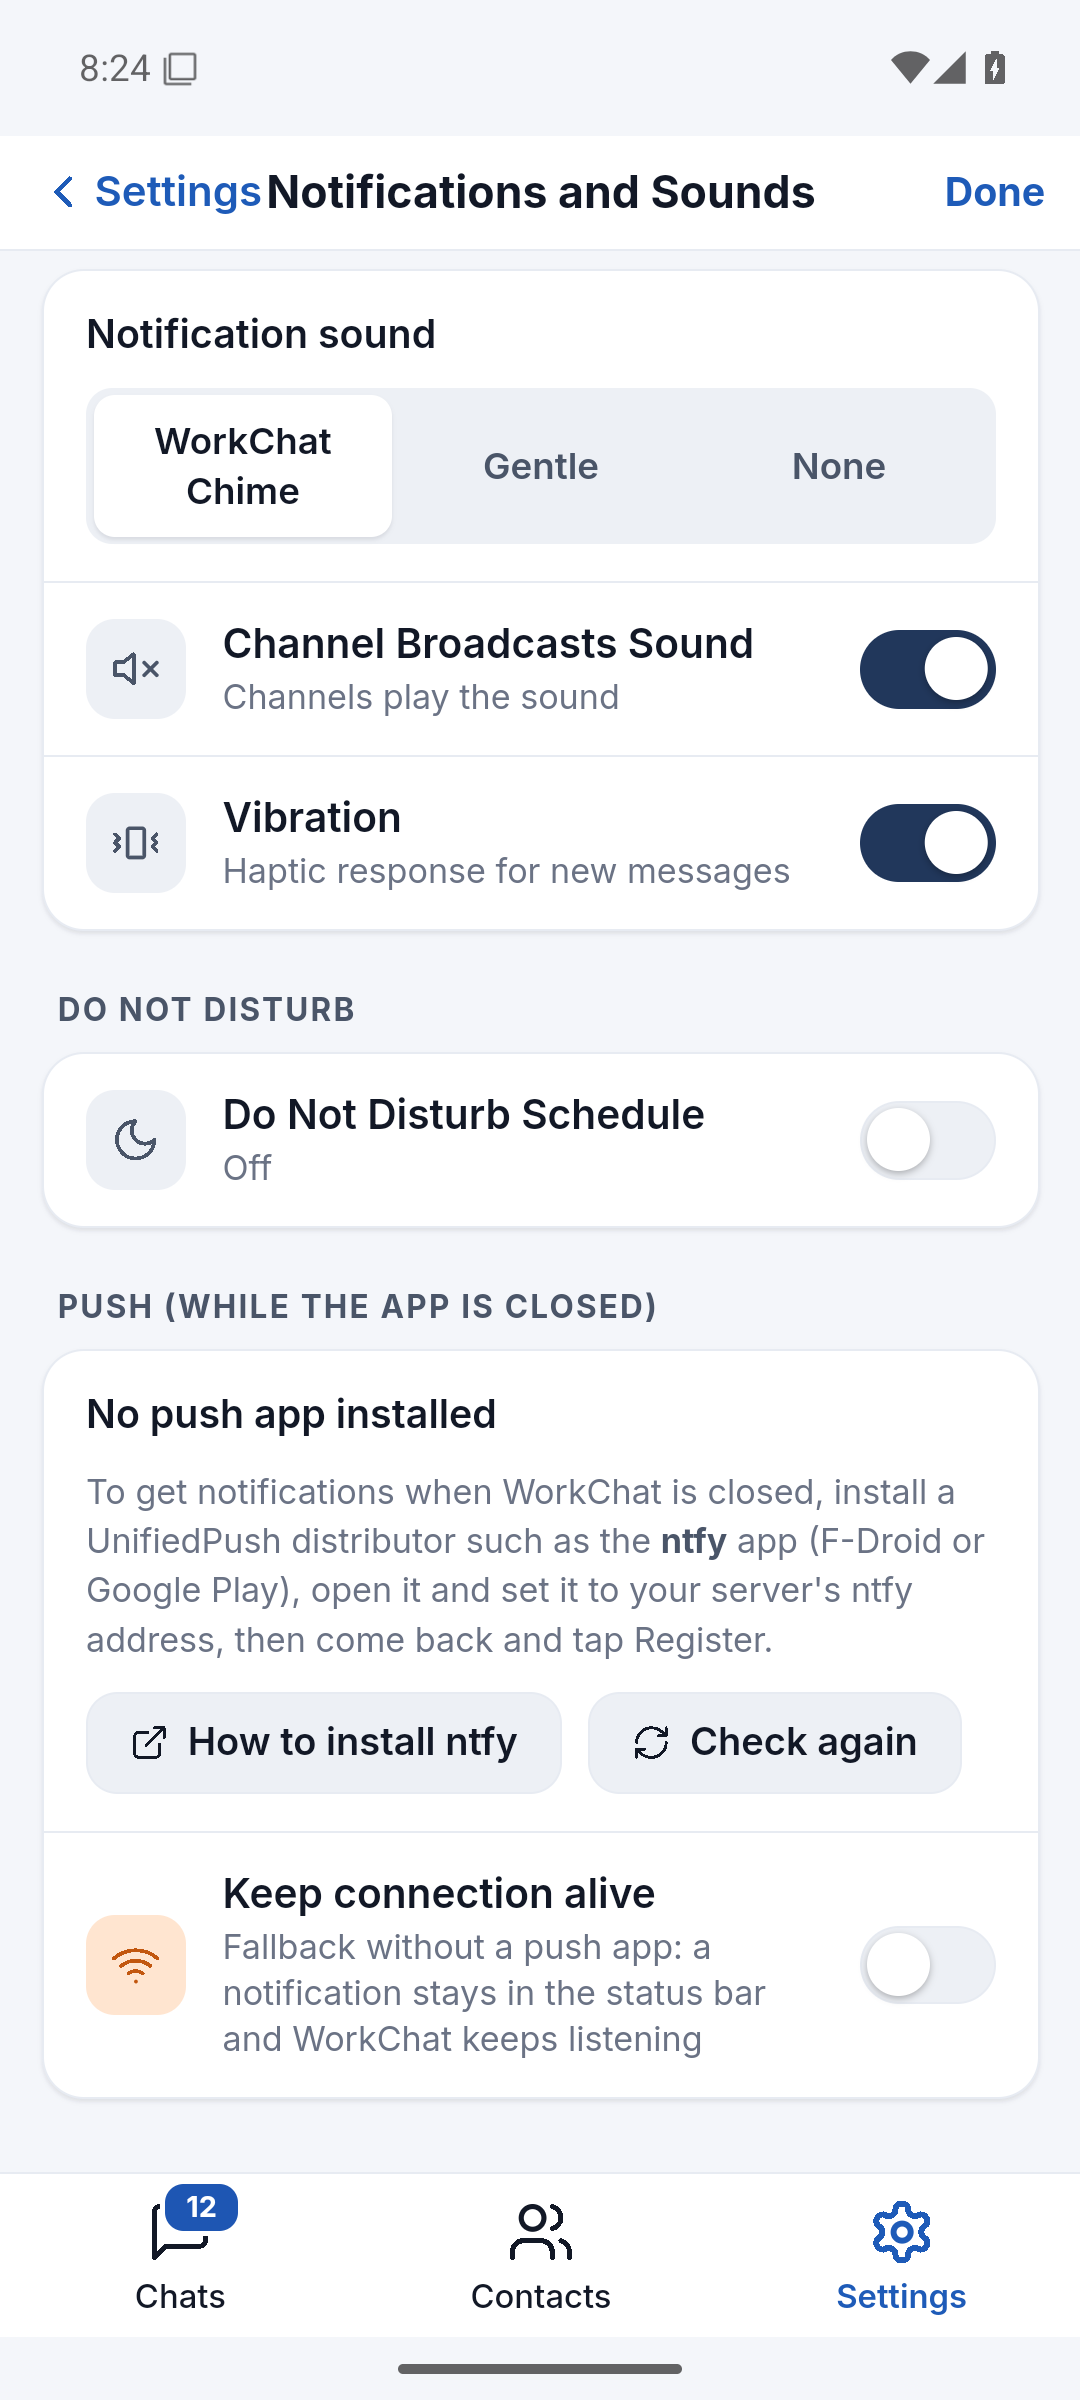 8:24
Settings Notifications and Sounds Done
Notification sound
WorkChat
Chime
Gentle
None
Channel Broadcasts Sound
Channels play the sound
Vibration
Haptic response for new messages
DO NOT DISTURB
Do Not Disturb Schedule
Off
PUSH (WHILE THE APP IS CLOSED)
No push app installed
To get notifications when WorkChat is closed, install a
UnifiedPush distributor such as the ntfy app (F-Droid or
Google Play), open it and set it to your server's ntfy
address, then come back and tap Register.
How to install ntfy
Check again
Keep connection alive
Fallback without a push app: a
notification stays in the status bar
and WorkChat keeps listening
12
Chats
Contacts
Settings